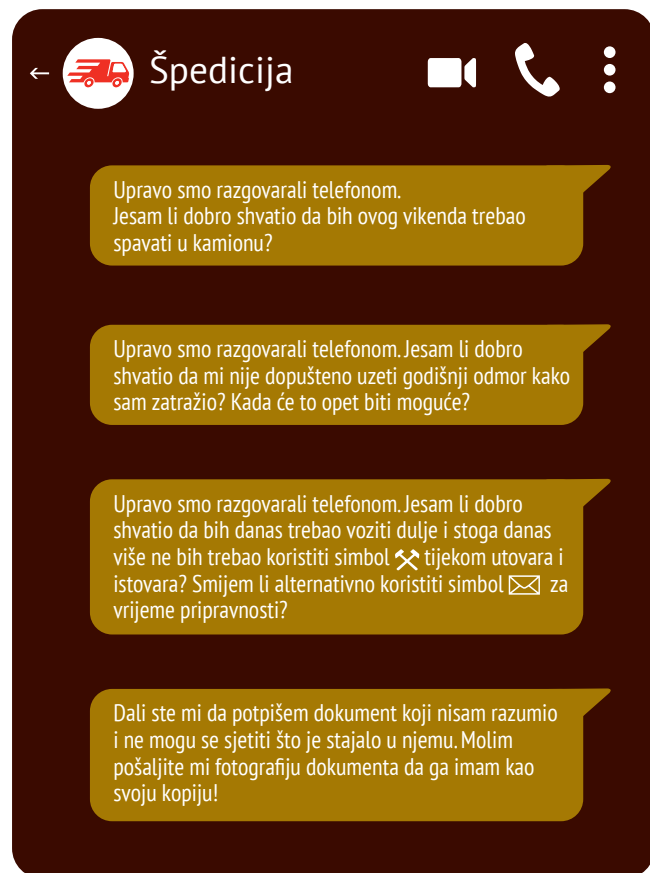 Špedicija
Upravo smo razgovarali telefonom.
Jesam li dobro shvatio da bih ovog vikenda trebao
spavati u kamionu?
Upravo smo razgovarali telefonom. Jesam li dobro
shvatio da mi nije dopušteno uzeti godišnji odmor kako
sam zatražio? Kada će to opet biti moguće?
Upravo smo razgovarali telefonom. Jesam li dobro
shvatio da bih danas trebao voziti dulje i stoga danas
više ne bih trebao koristiti simbol ⚒ tijekom utovara i
istovara? Smijem li alternativno koristiti simbol ✉ za
vrijeme pripravnosti?
Dali ste mi da potpišem dokument koji nisam razumio
i ne mogu se sjetiti što je stajalo u njemu. Molim
pošaljite mi fotografiju dokumenta da ga imam kao
svoju kopiju!